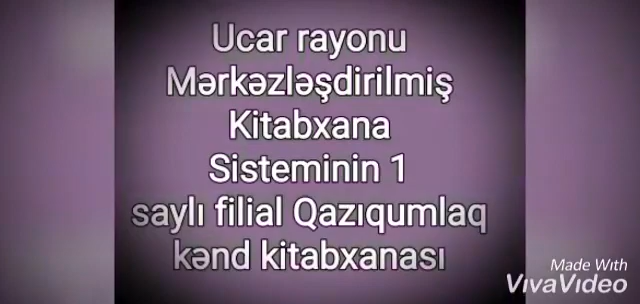 Ucar rayonu
Mərkəzləşdirilmiş
Kitabxana
Sisteminin 1
saylı filial Qazıqumlaq
kənd kitabxanası
Made With
VivaVideo